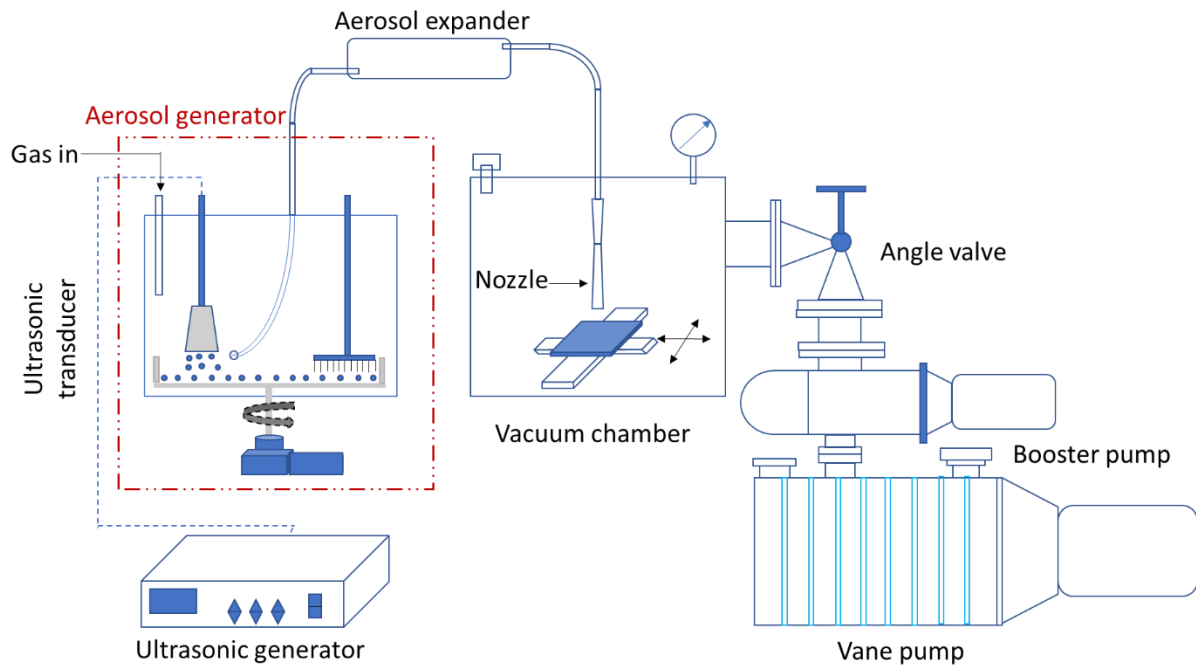 Aerosol expander
Aerosol generator
Gas in
Ultrasonic
transducer
Nozzle
Angle valve
Vacuum chamber
Booster pump
Ultrasonic generator
Vane pump